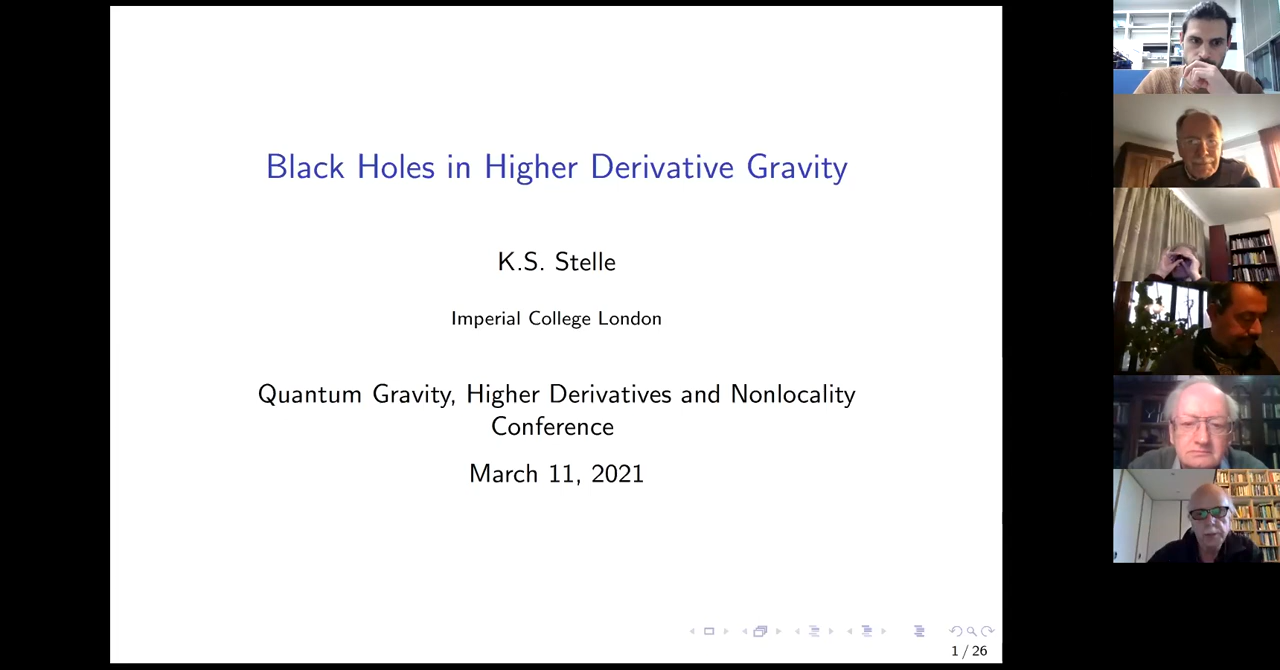 Black Holes in Higher Derivative Gravity
K.S. Stelle
Imperial College London
Quantum Gravity, Higher Derivatives and Nonlocality
Conference
March 11, 2021
1 / 26